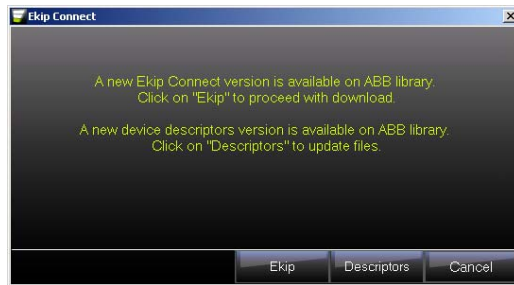 Ekip Connect
A new Ekip Connect version is available on ABB library.
Click on "Ekip" to proceed with download.
A new device descriptors version is available on ABB library.
Click on "Descriptors" to update files.
Ekip
Descriptors
Cancel